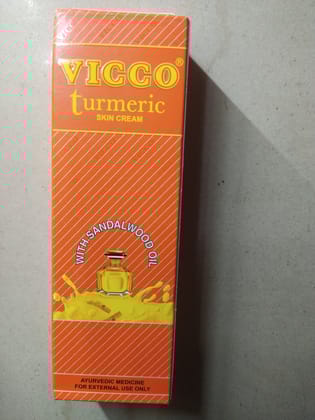 VICCO®
turmeric
SKIN CREAM
WITH SANDALWOOD OIL
AYURVEDIC MEDICINE
FOR EXTERNAL USE ONLY